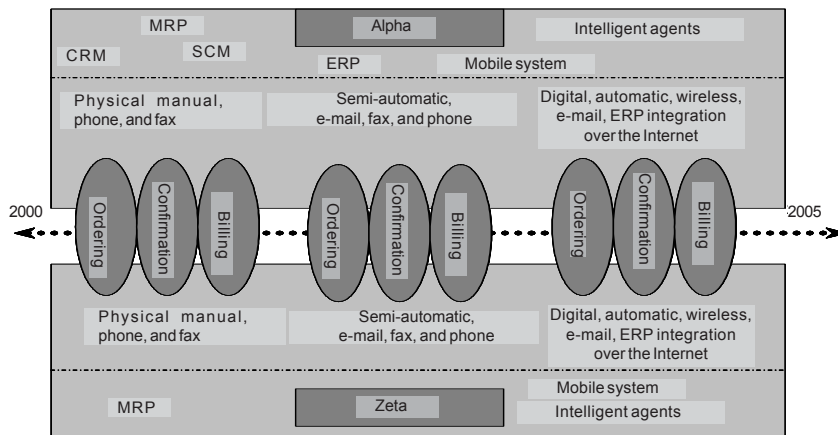 MRP
Alpha
Intelligent agents
CRM
SCM
ERP
Mobile system
Physical manual,
phone, and fax
Semi-automatic,
e-mail, fax, and phone
Digital, automatic, wireless,
e-mail, ERP integration
over the Internet
2000
Ordering
Confirmation
Billing
Ordering
Confirmation
Billing
Ordering
Confirmation
Billing
2005
Physical manual,
phone, and fax
Semi-automatic,
e-mail, fax, and phone
Digital, automatic, wireless,
e-mail, ERP integration
over the Internet
MRP
Zeta
Mobile system
Intelligent agents